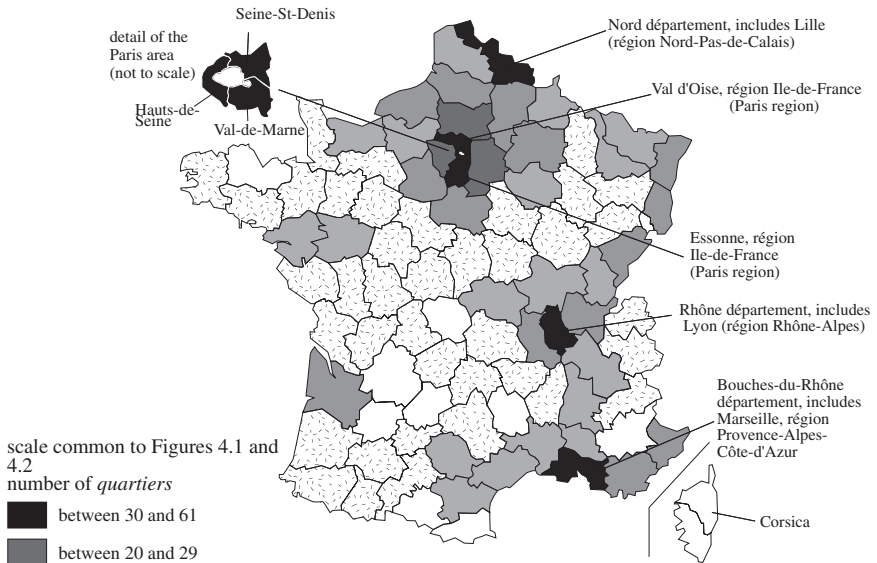 Seine-St-Denis
detail of the
Paris area
(not to scale)
Hauts-de-
Seine
Val-de-Marne
Nord département, includes Lille
(région Nord-Pas-de-Calais)
Val d'Oise, région Ile-de-France
(Paris region)
Essonne, région
Ile-de-France
(Paris region)
Rhône département, includes
Lyon (région Rhône-Alpes)
Bouches-du-Rhône
département, includes
Marseille, région
Provence-Alpes-
Côte-d'Azur
Corsica
scale common to Figures 4.1 and
4.2
number of quartiers
between 30 and 61
between 20 and 29